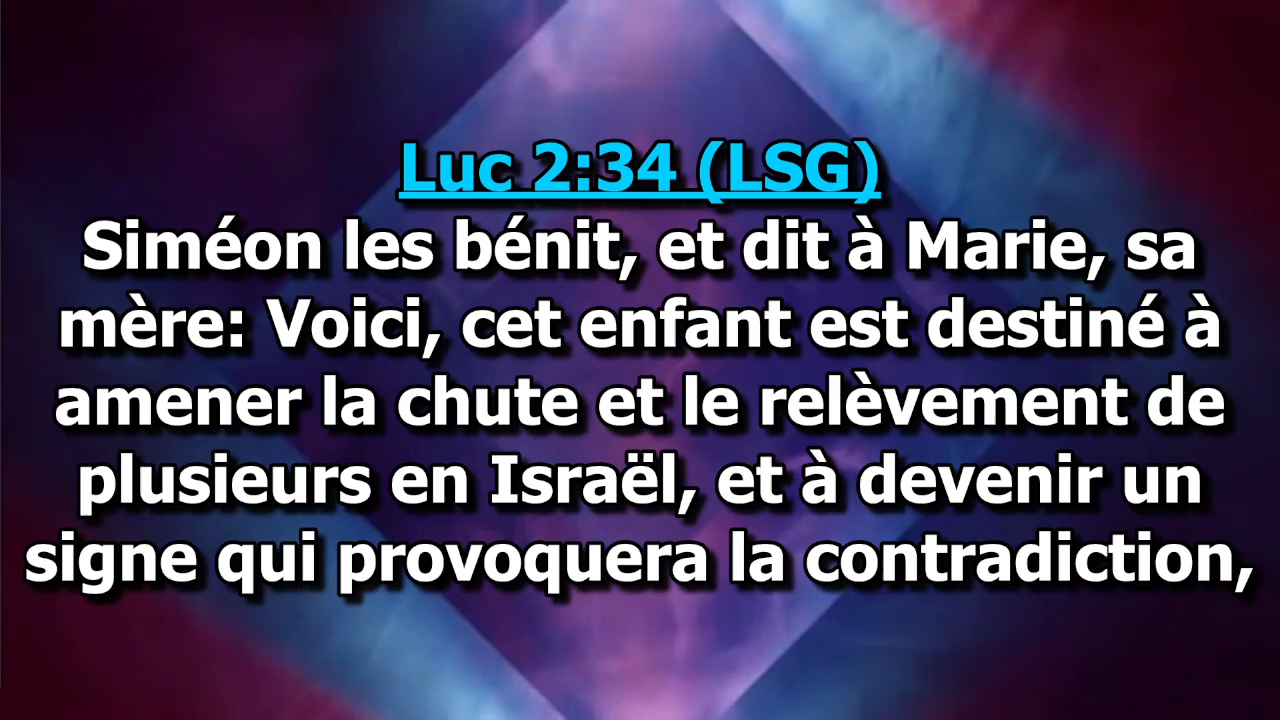 Luc 2:34 (LSG)
Siméon les bénit, et dit à Marie, sa
mère: Voici, cet enfant est destiné à
amener la chute et le relèvement de
plusieurs en Israël, et à devenir un
signe qui provoquera la contradiction,